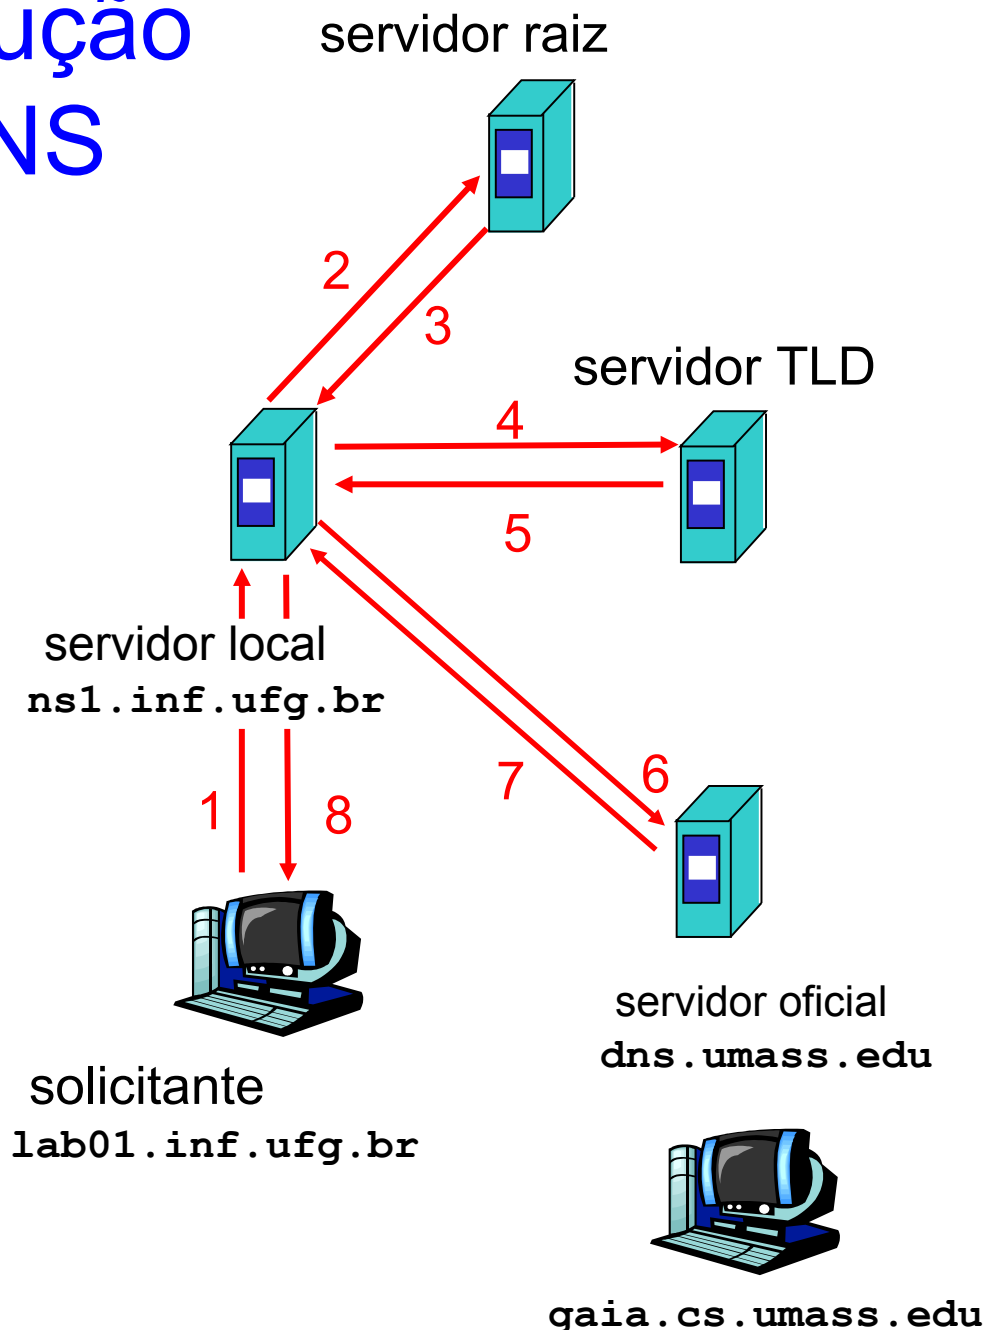 ução
NS
servidor raiz
2
3
servidor TLD
4
5
servidor local
ns1.inf.ufg.br
1
8
7
6
servidor oficial
dns.umass.edu
solicitante
lab01.inf.ufg.br
gaia.cs.umass.edu